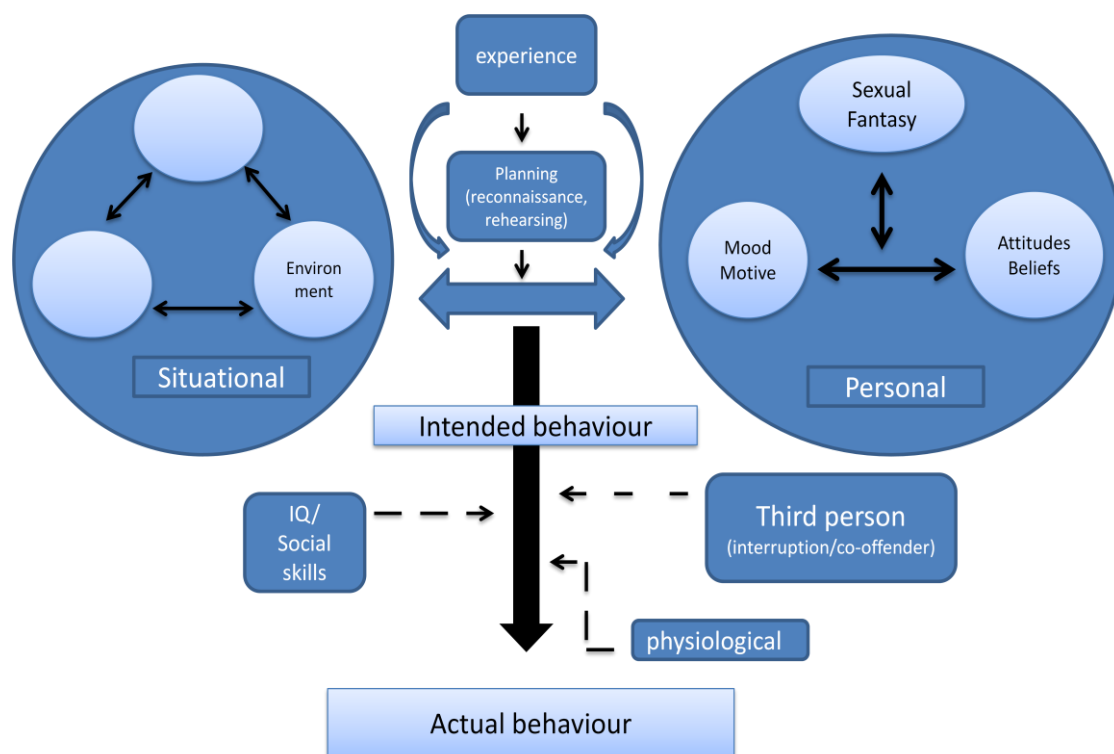 experience
Planning
(reconnaissance,
rehearsing)
Environ
ment
Situational
Sexual
Fantasy
Mood
Motive
Attitudes
Beliefs
Personal
Intended behaviour
IQ/
Social
skills
Third person
(interruption/co-offender)
physiological
Actual behaviour